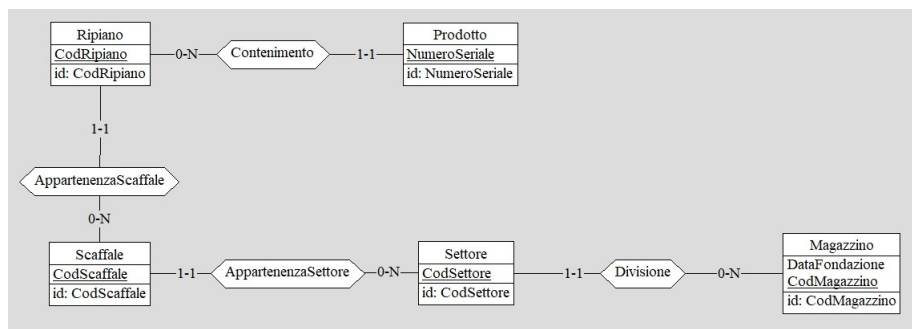 Ripiano
CodRipiano
id: CodRipiano
0-N
Contenimento
1-1
Prodotto
NumeroSeriale
id: NumeroSeriale
1-1
AppartenenzaScaffale
0-N
Scaffale
CodScaffale
id: CodScaffale
1-1
AppartenenzaSettore
0-N
Settore
CodSettore
id: CodSettore
1-1
Divisione
0-N
Magazzino
DataFondazione
CodMagazzino
id: CodMagazzino